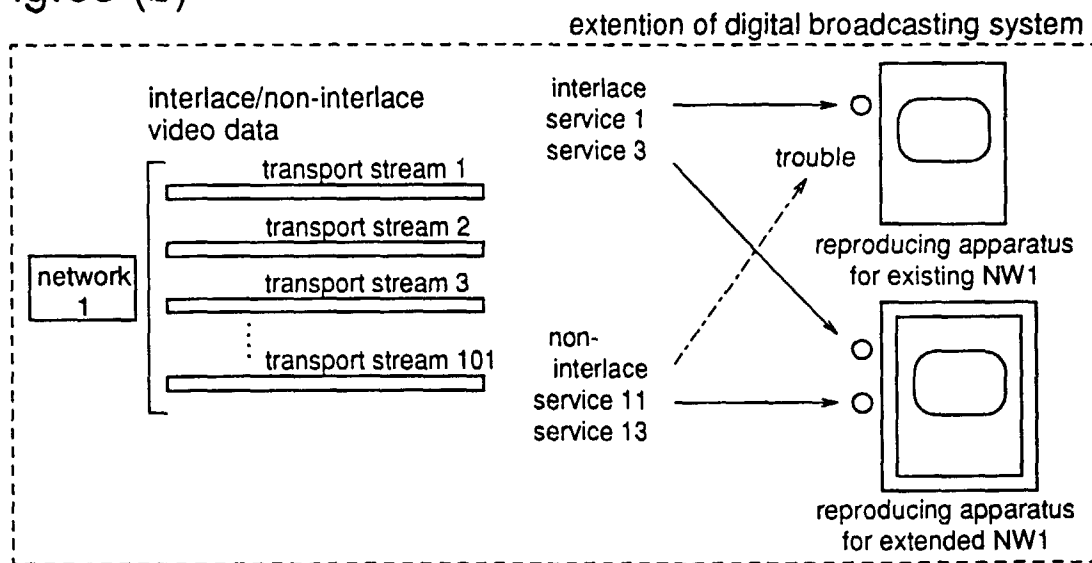 extention of digital broadcasting system
interlace/non-interlace
video data
transport stream 1
transport stream 2
transport stream 3
transport stream 101
network
1
interlace
service 1
service 3
trouble
non-
interlace
service 11
service 13
reproducing apparatus
for existing NW1
reproducing apparatus
for extended NW1